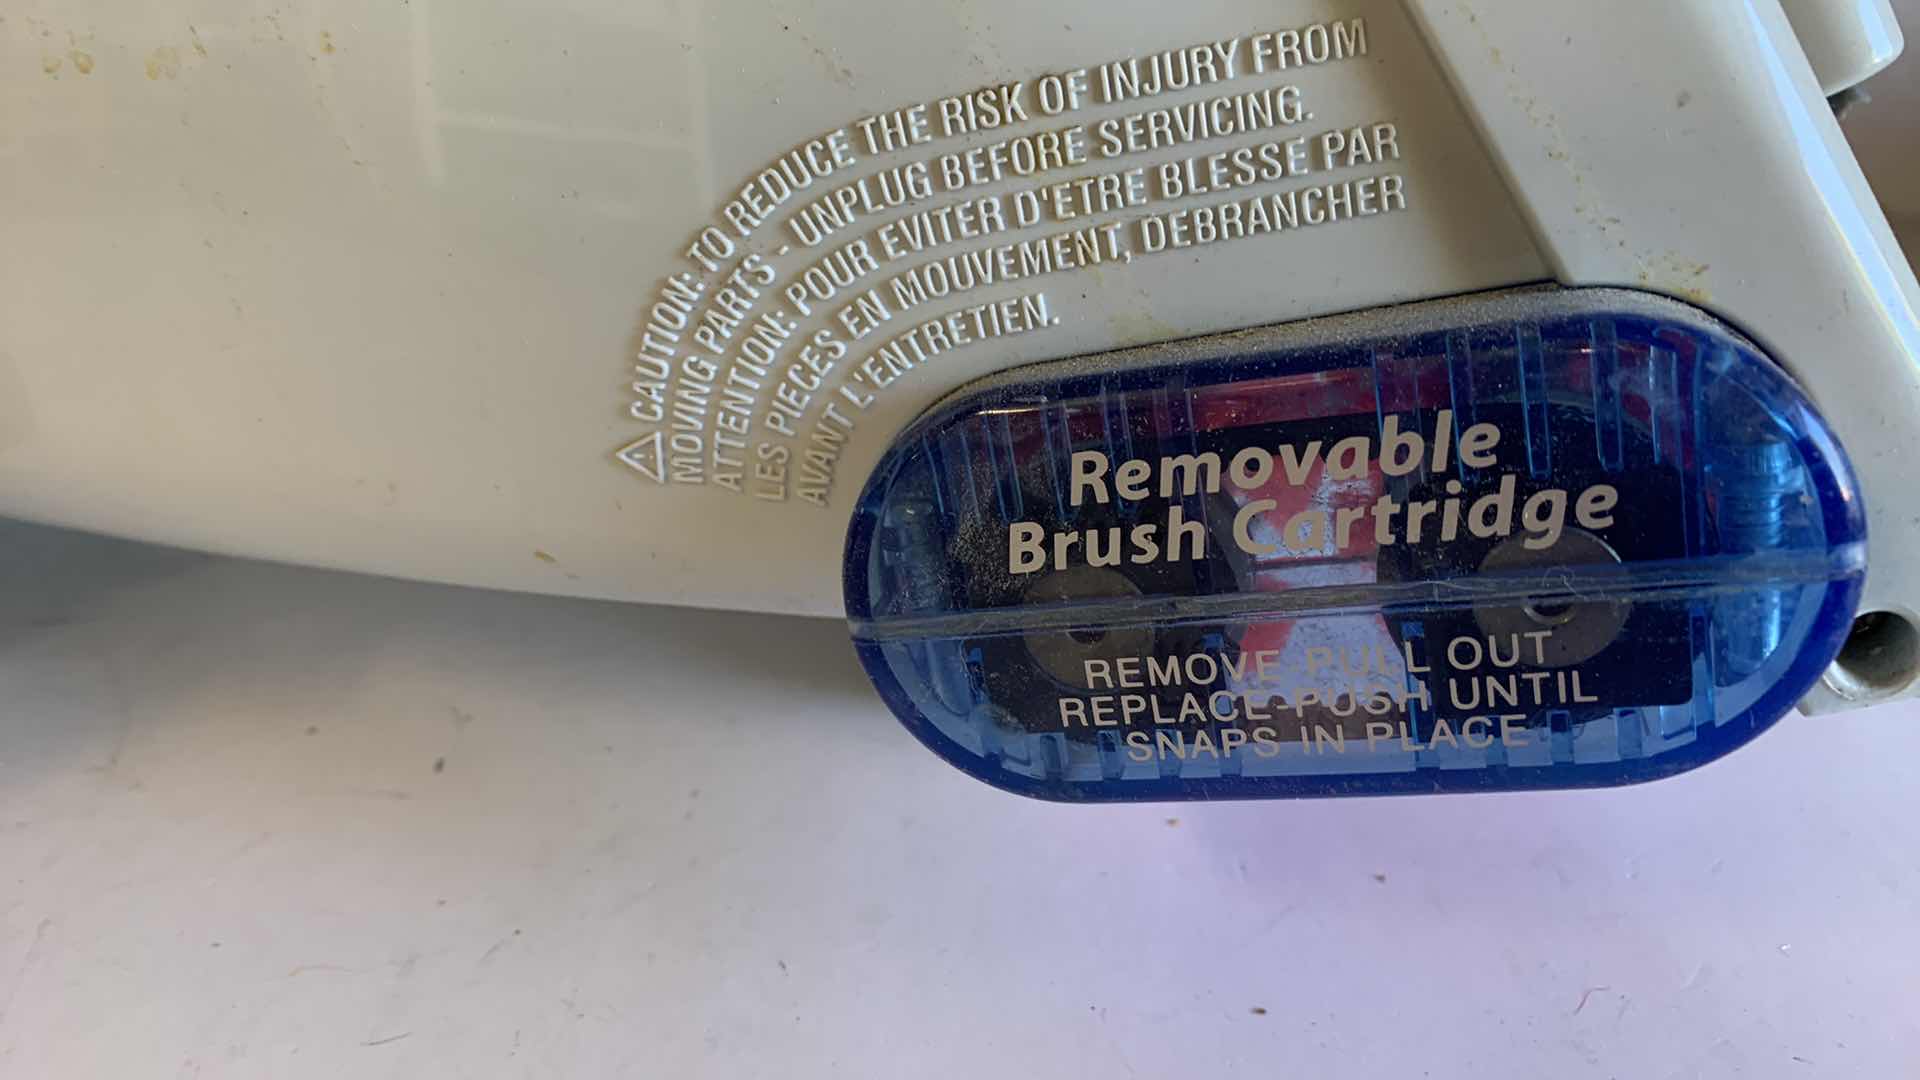 ⚠ CAUTION: TO REDUCE THE RISK OF INJURY FROM
MOVING PARTS - UNPLUG BEFORE SERVICING.
ATTENTION: POUR EVITER D'ETRE BLESSE PAR
LES PIECES EN MOUVEMENT, DEBRANCHER
AVANT L'ENTRETIEN.
Removable
Brush Cartridge
REMOVE-PULL OUT
REPLACE-PUSH UNTIL
SNAPS IN PLACE